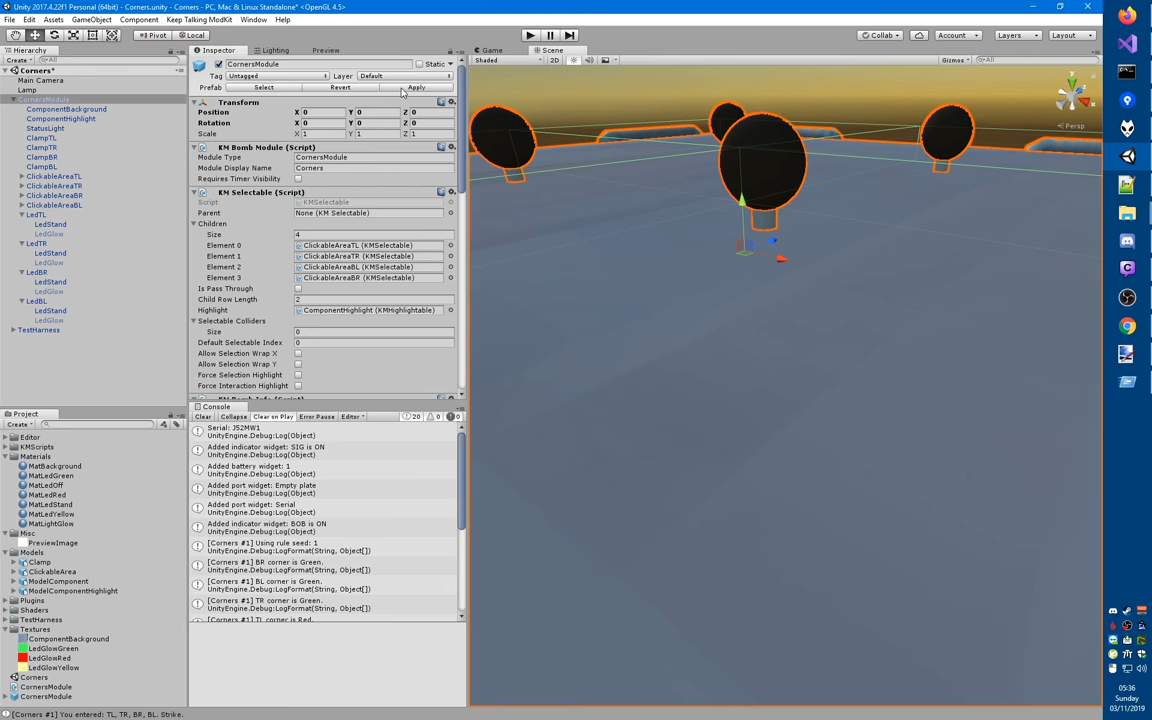 Unity 2017.4.22f1 Personal (64bit) - Corners.unity - Corners - PC, Mac & Linux Standalone* <OpenGL 4.5>
File Edit Assets GameObject Component Keep Talking ModKit Window Help
Pivot Local Collab Account Layers Layout
Hierarchy Inspector Lighting Preview Game Scene
Create All
Shaded 2D Gizmos All
Corners*
Main Camera
Lamp
CornersModule
ComponentBackground
ComponentHighlight
StatusLight
ClampTL
ClampTR
ClampBR
ClampBL
ClickableAreaTL
ClickableAreaTR
ClickableAreaBR
ClickableAreaBL
LedTL
LedStand
LedGlow
LedTR
LedStand
LedGlow
LedBR
LedStand
LedGlow
LedBL
LedStand
LedGlow
TestHarness
CornersModule Static
Tag Untagged Layer Default
Prefab Select Revert Apply
Transform
Position X 0 Y 0 Z 0
Rotation X 0 Y 0 Z 0
Scale X 1 Y 1 Z 1
KM Bomb Module (Script)
Module Type CornersModule
Module Display Name Corners
Requires Timer Visibility
KM Selectable (Script)
Script KMSelectable
Parent None (KM Selectable)
Children
Size 4
Element 0 ClickableAreaTL (KMSelectable)
Element 1 ClickableAreaTR (KMSelectable)
Element 2 ClickableAreaBL (KMSelectable)
Element 3 ClickableAreaBR (KMSelectable)
Is Pass Through
Child Row Length 2
Highlight ComponentHighlight (KMHighlightable)
Selectable Colliders
Size 0
Default Selectable Index 0
Allow Selection Wrap X
Allow Selection Wrap Y
Force Selection Highlight
Force Interaction Highlight
y
x
z
Persp
Project
Create
Editor
KMScripts
Materials
MatBackground
MatLedGreen
MatLedOff
MatLedRed
MatLedStand
MatLedYellow
MatLightGlow
Misc
PreviewImage
Models
Clamp
ClickableArea
ModelComponent
ModelComponentHighlight
Plugins
Shaders
TestHarness
Textures
ComponentBackground
LedGlowGreen
LedGlowRed
LedGlowYellow
Corners
CornersModule
CornersModule
Console
Clear Collapse Clear on Play Error Pause Editor 20 0 0
Serial: J52MW1
UnityEngine.Debug:Log(Object)
Added indicator widget: SIG is ON
UnityEngine.Debug:Log(Object)
Added battery widget: 1
UnityEngine.Debug:Log(Object)
Added port widget: Empty plate
UnityEngine.Debug:Log(Object)
Added port widget: Serial
UnityEngine.Debug:Log(Object)
Added indicator widget: BOB is ON
UnityEngine.Debug:Log(Object)
[Corners #1] Using rule seed: 1
UnityEngine.Debug:LogFormat(String, Object[])
[Corners #1] BR corner is Green.
UnityEngine.Debug:LogFormat(String, Object[])
[Corners #1] BL corner is Green.
UnityEngine.Debug:LogFormat(String, Object[])
[Corners #1] TR corner is Green.
UnityEngine.Debug:LogFormat(String, Object[])
[Corners #1] TL corner is Red.
[Corners #1] You entered: TL, TR, BR, BL. Strike.
05:36
Sunday
03/11/2019